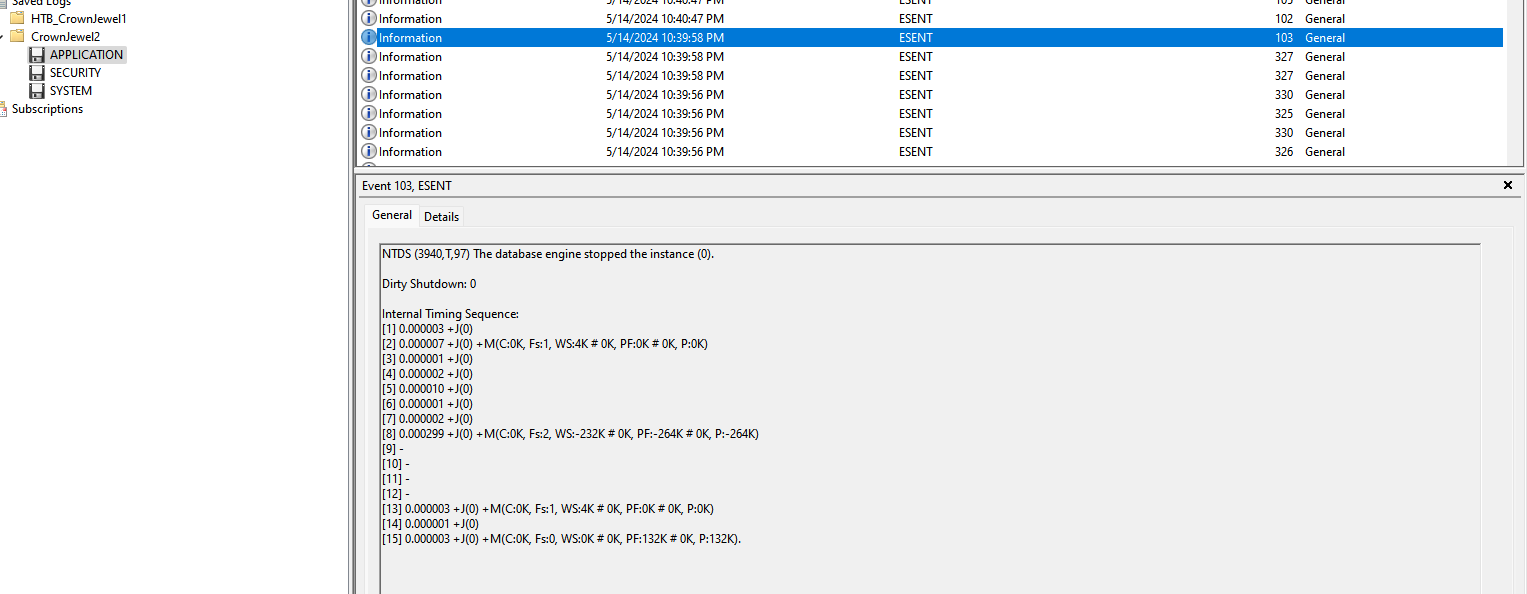 Saved Logs
HTB_CrownJewel1
CrownJewel2
APPLICATION
SECURITY
SYSTEM
Subscriptions
Information 5/14/2024 10:40:47 PM ESENT 105 General
Information 5/14/2024 10:40:47 PM ESENT 102 General
Information 5/14/2024 10:39:58 PM ESENT 103 General
Information 5/14/2024 10:39:58 PM ESENT 327 General
Information 5/14/2024 10:39:58 PM ESENT 327 General
Information 5/14/2024 10:39:56 PM ESENT 330 General
Information 5/14/2024 10:39:56 PM ESENT 325 General
Information 5/14/2024 10:39:56 PM ESENT 330 General
Information 5/14/2024 10:39:56 PM ESENT 326 General
Event 103, ESENT
General Details
NTDS (3940,T,97) The database engine stopped the instance (0).
Dirty Shutdown: 0
Internal Timing Sequence:
[1] 0.000003 +J(0)
[2] 0.000007 +J(0) +M(C:0K, Fs:1, WS:4K # 0K, PF:0K # 0K, P:0K)
[3] 0.000001 +J(0)
[4] 0.000002 +J(0)
[5] 0.000010 +J(0)
[6] 0.000001 +J(0)
[7] 0.000002 +J(0)
[8] 0.000299 +J(0) +M(C:0K, Fs:2, WS:-232K # 0K, PF:-264K # 0K, P:-264K)
[9] -
[10] -
[11] -
[12] -
[13] 0.000003 +J(0) +M(C:0K, Fs:1, WS:4K # 0K, PF:0K # 0K, P:0K)
[14] 0.000001 +J(0)
[15] 0.000003 +J(0) +M(C:0K, Fs:0, WS:0K # 0K, PF:132K # 0K, P:132K).